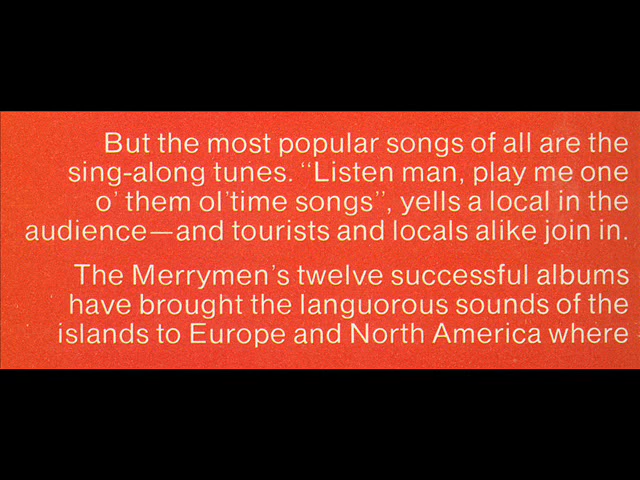 But the most popular songs of all are the
sing-along tunes. “Listen man, play me one
o’ them ol’time songs”, yells a local in the
audience—and tourists and locals alike join in.
The Merrymen’s twelve successful albums
have brought the languorous sounds of the
islands to Europe and North America where